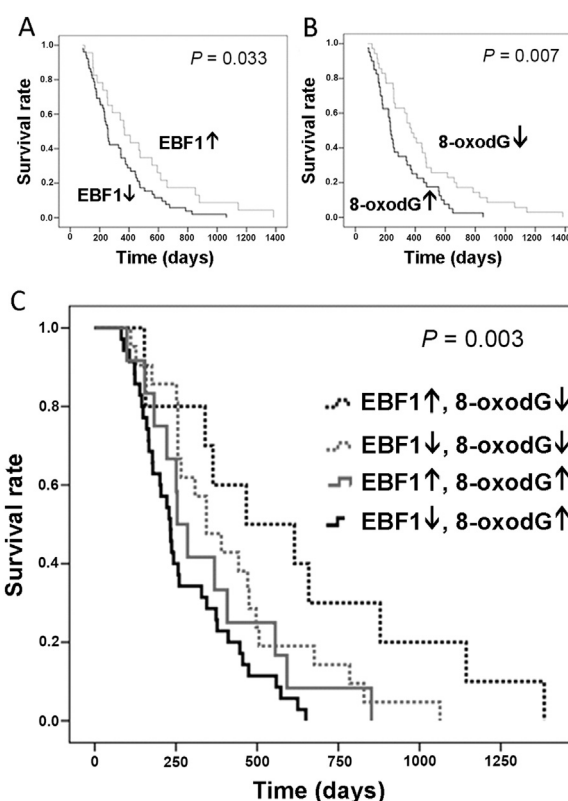 A
P = 0.033
Survival rate
1.0
0.8
0.6
0.4
0.2
0.0
EBF1↑
EBF1↓
0 200 400 600 800 1000 1200 1400
Time (days)
B
P = 0.007
Survival rate
1.0
0.8
0.6
0.4
0.2
0.0
8-oxodG↓
8-oxodG↑
0 200 400 600 800 1000 1200 1400
Time (days)
C
P = 0.003
Survival rate
1.0
0.8
0.6
0.4
0.2
0.0
EBF1↑, 8-oxodG↓
EBF1↓, 8-oxodG↓
EBF1↑, 8-oxodG↑
EBF1↓, 8-oxodG↑
0 250 500 750 1000 1250
Time (days)